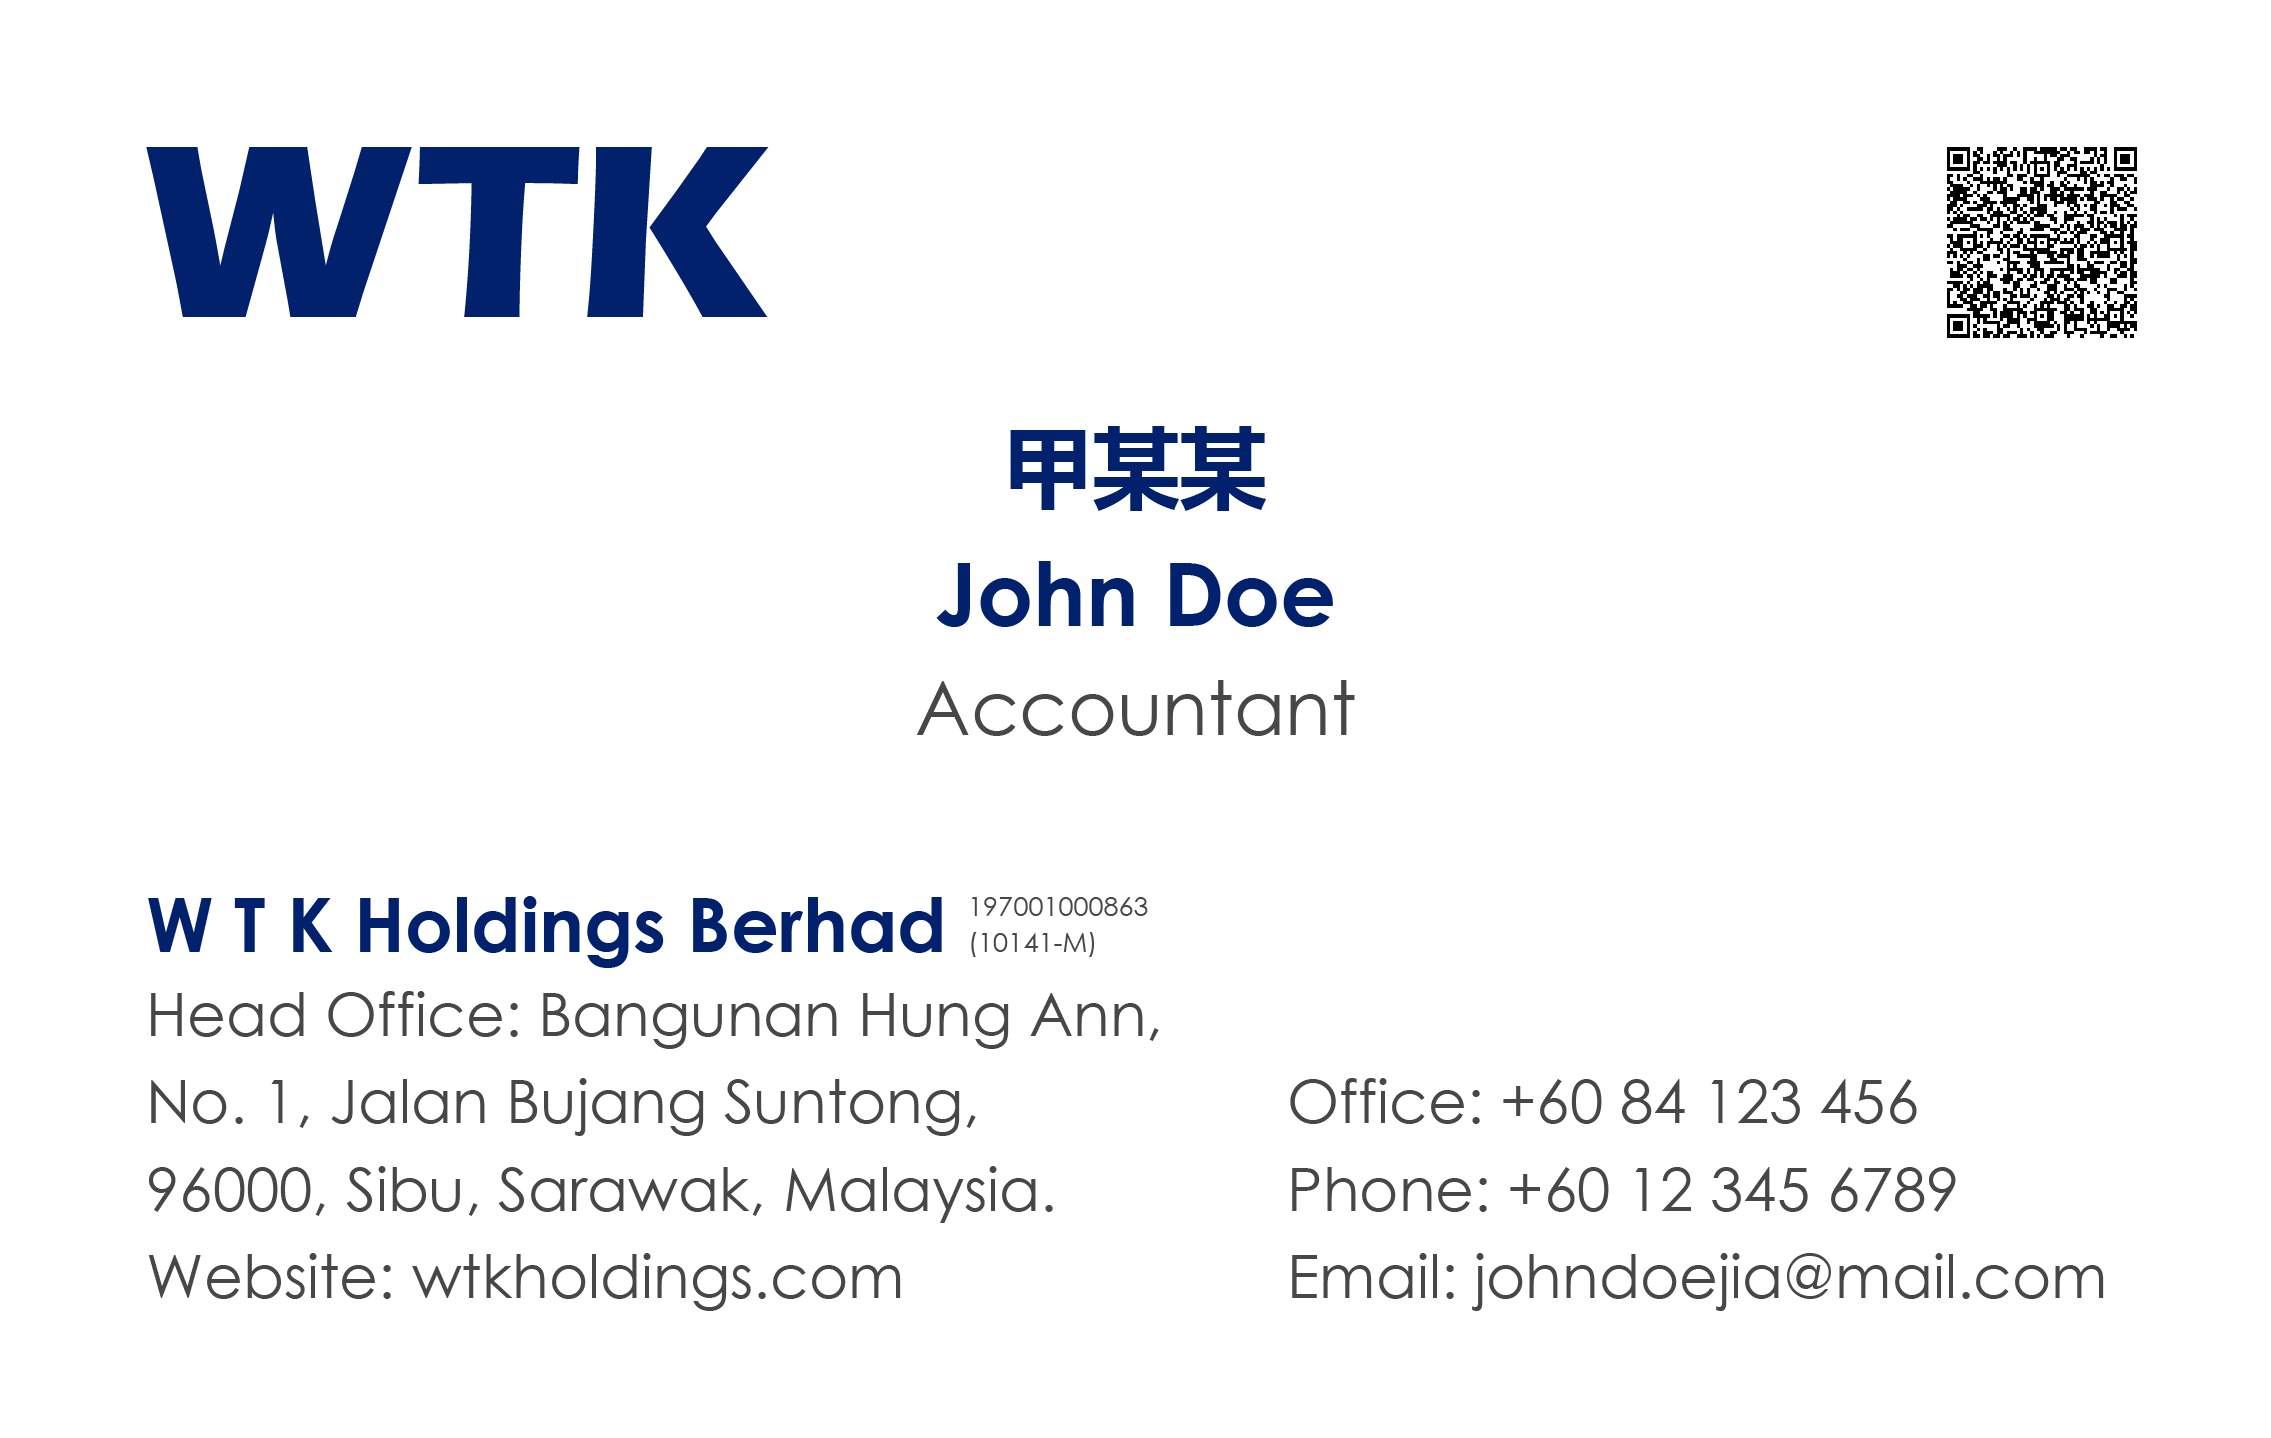 WTK
甲某某
John Doe
Accountant
W T K Holdings Berhad 197001000863
(10141-M)
Head Office: Bangunan Hung Ann,
No. 1, Jalan Bujang Suntong,
96000, Sibu, Sarawak, Malaysia.
Website: wtkholdings.com
Office: +60 84 123 456
Phone: +60 12 345 6789
Email: johndoejia@mail.com